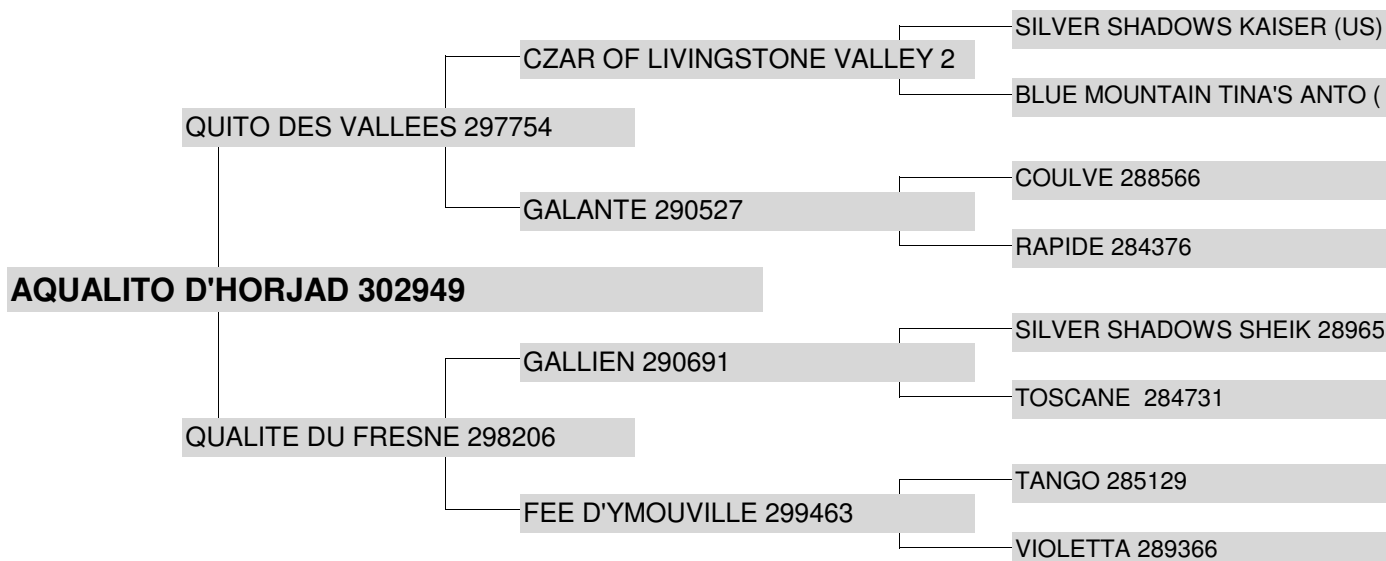 SILVER SHADOWS KAISER (US)
CZAR OF LIVINGSTONE VALLEY 2
BLUE MOUNTAIN TINA'S ANTO (
QUITO DES VALLEES 297754
COULVE 288566
GALANTE 290527
RAPIDE 284376
AQUALITO D'HORJAD 302949
SILVER SHADOWS SHEIK 28965
GALLIEN 290691
TOSCANE 284731
QUALITE DU FRESNE 298206
TANGO 285129
FEE D'YMOUVILLE 299463
VIOLETTA 289366